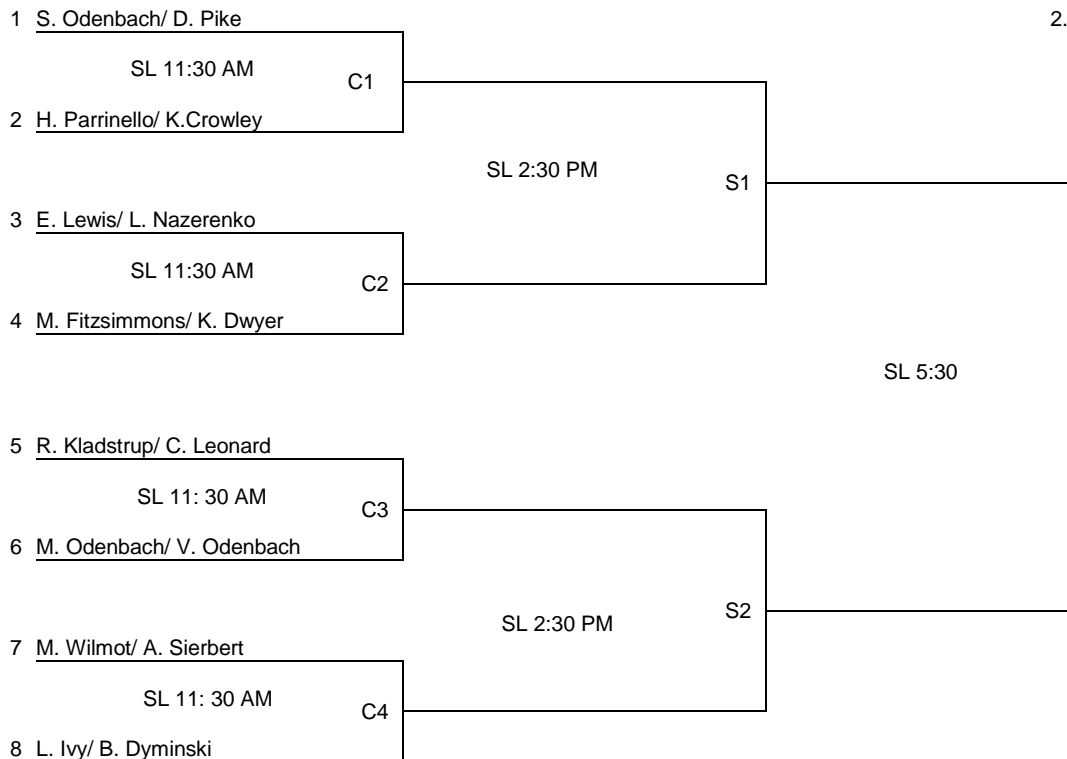 1 S. Odenbach/ D. Pike
2.
SL 11:30 AM
C1
2 H. Parrinello/ K.Crowley
SL 2:30 PM
S1
3 E. Lewis/ L. Nazerenko
SL 11:30 AM
C2
4 M. Fitzsimmons/ K. Dwyer
SL 5:30
5 R. Kladstrup/ C. Leonard
SL 11: 30 AM
C3
6 M. Odenbach/ V. Odenbach
SL 2:30 PM
S2
7 M. Wilmot/ A. Sierbert
SL 11: 30 AM
C4
8 L. Ivy/ B. Dyminski